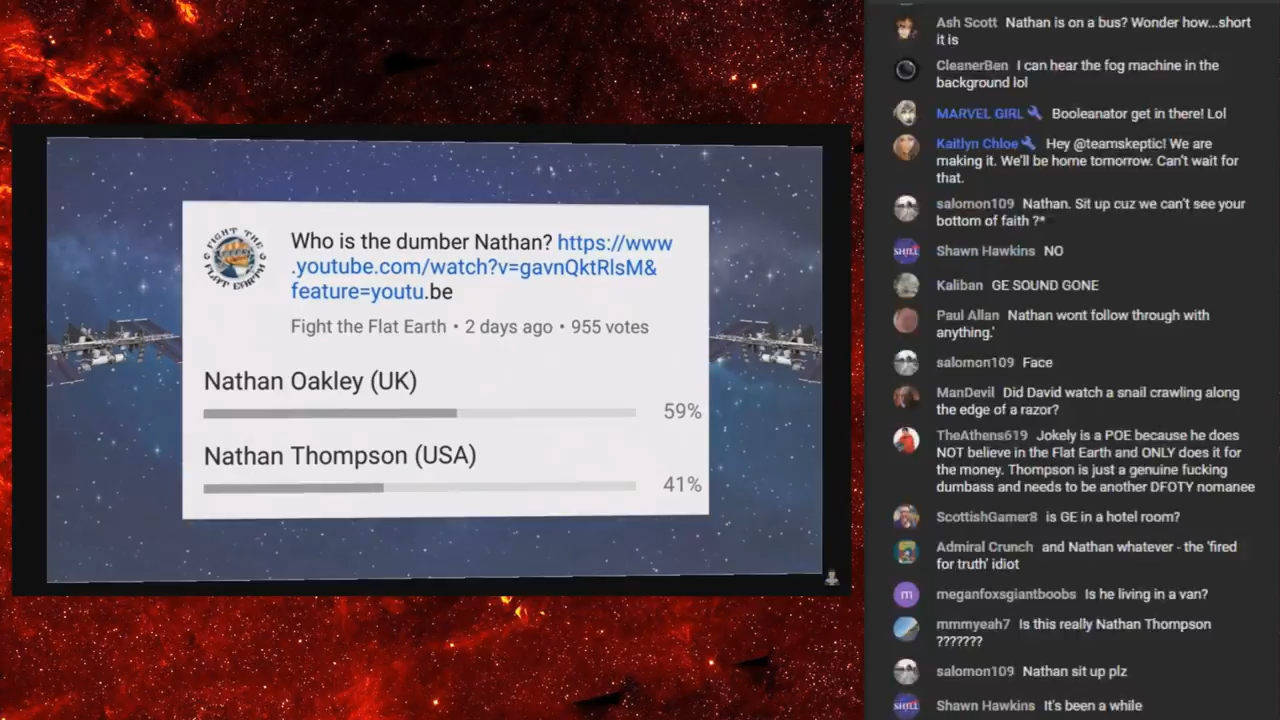 FIGHT THE
FLAT EARTH
Who is the dumber Nathan? https://www
.youtube.com/watch?v=gavnQktRlsM&
feature=youtu.be
Fight the Flat Earth • 2 days ago • 955 votes
Nathan Oakley (UK)
59%
Nathan Thompson (USA)
41%
Ash Scott Nathan is on a bus? Wonder how...short
it is
CleanerBen I can hear the fog machine in the
background lol
MARVEL GIRL Booleanator get in there! Lol
Kaitlyn Chloe Hey @teamskeptic! We are
making it. We'll be home tomorrow. Can't wait for
that.
salomon109 Nathan. Sit up cuz we can't see your
bottom of faith ?*
SHILL
Shawn Hawkins NO
Kaliban GE SOUND GONE
Paul Allan Nathan wont follow through with
anything.'
salomon109 Face
ManDevil Did David watch a snail crawling along
the edge of a razor?
TheAthens619 Jokely is a POE because he does
NOT believe in the Flat Earth and ONLY does it for
the money. Thompson is just a genuine fucking
dumbass and needs to be another DFOTY nomanee
ScottishGamer8 is GE in a hotel room?
Admiral Crunch and Nathan whatever - the 'fired
for truth' idiot
m
meganfoxsgiantboobs Is he living in a van?
mmmyeah7 Is this really Nathan Thompson
???????
salomon109 Nathan sit up plz
SHILL
Shawn Hawkins It's been a while